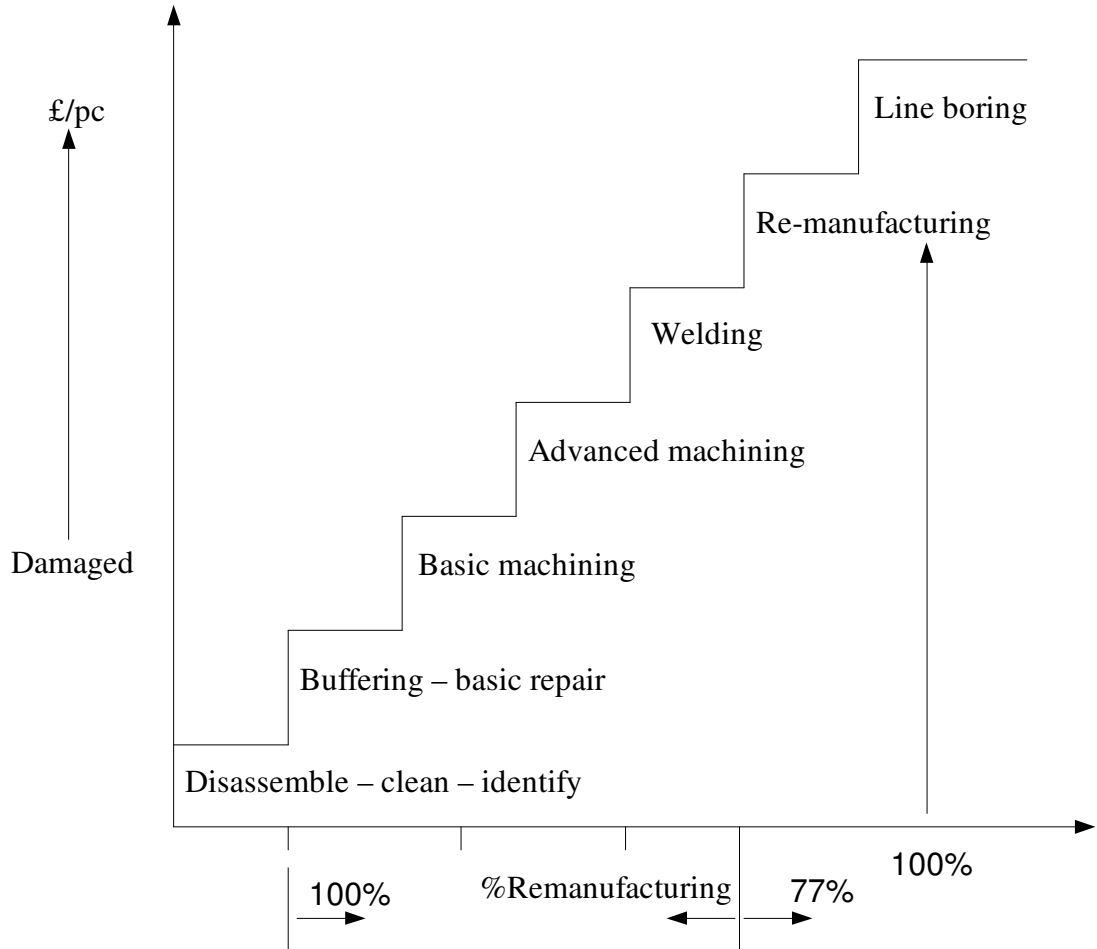 £/pc
Line boring
Re-manufacturing
Welding
Advanced machining
Damaged
Basic machining
Buffering – basic repair
Disassemble – clean – identify
100%
100%
%Remanufacturing
77%